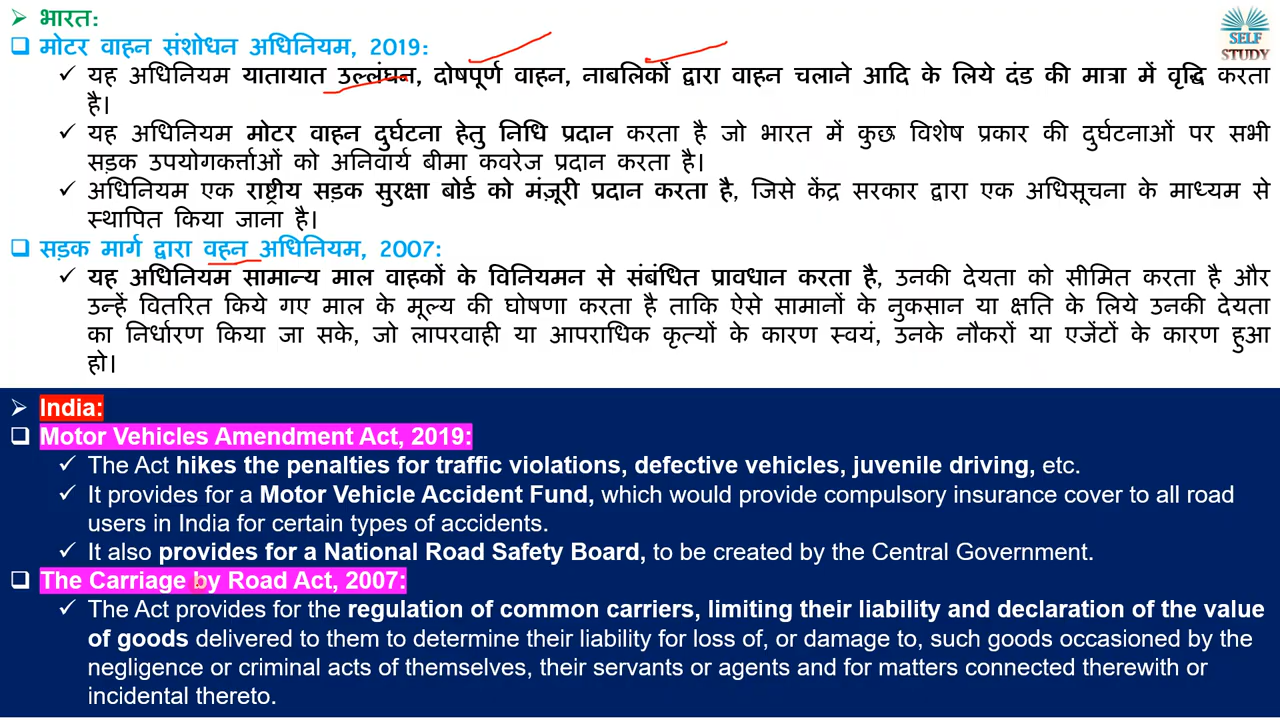 भारत:
SELF
STUDY
मोटर वाहन संशोधन अधिनियम, 2019:
यह अधिनियम यातायात उल्लंघन, दोषपूर्ण वाहन, नाबलिकों द्वारा वाहन चलाने आदि के लिये दंड की मात्रा में वृद्धि करता
है।
यह अधिनियम मोटर वाहन दुर्घटना हेतु निधि प्रदान करता है जो भारत में कुछ विशेष प्रकार की दुर्घटनाओं पर सभी
सड़क उपयोगकर्त्ताओं को अनिवार्य बीमा कवरेज प्रदान करता है।
अधिनियम एक राष्ट्रीय सड़क सुरक्षा बोर्ड को मंज़ूरी प्रदान करता है, जिसे केंद्र सरकार द्वारा एक अधिसूचना के माध्यम से
स्थापित किया जाना है।
सड़क मार्ग द्वारा वहन अधिनियम, 2007:
यह अधिनियम सामान्य माल वाहकों के विनियमन से संबंधित प्रावधान करता है, उनकी देयता को सीमित करता है और
उन्हें वितरित किये गए माल के मूल्य की घोषणा करता है ताकि ऐसे सामानों के नुकसान या क्षति के लिये उनकी देयता
का निर्धारण किया जा सके, जो लापरवाही या आपराधिक कृत्यों के कारण स्वयं, उनके नौकरों या एजेंटों के कारण हुआ
हो।
India:
Motor Vehicles Amendment Act, 2019:
The Act hikes the penalties for traffic violations, defective vehicles, juvenile driving, etc.
It provides for a Motor Vehicle Accident Fund, which would provide compulsory insurance cover to all road
users in India for certain types of accidents.
It also provides for a National Road Safety Board, to be created by the Central Government.
The Carriage by Road Act, 2007:
The Act provides for the regulation of common carriers, limiting their liability and declaration of the value
of goods delivered to them to determine their liability for loss of, or damage to, such goods occasioned by the
negligence or criminal acts of themselves, their servants or agents and for matters connected therewith or
incidental thereto.